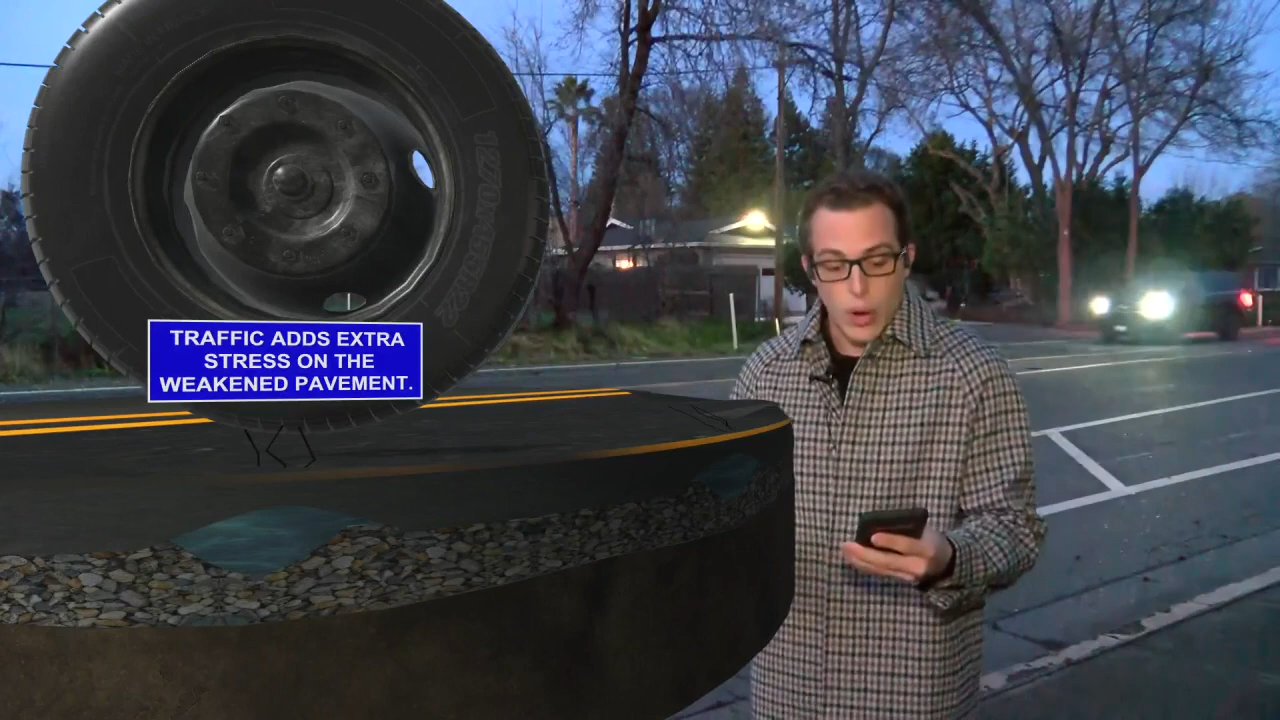 TRAFFIC ADDS EXTRA
STRESS ON THE
WEAKENED PAVEMENT.